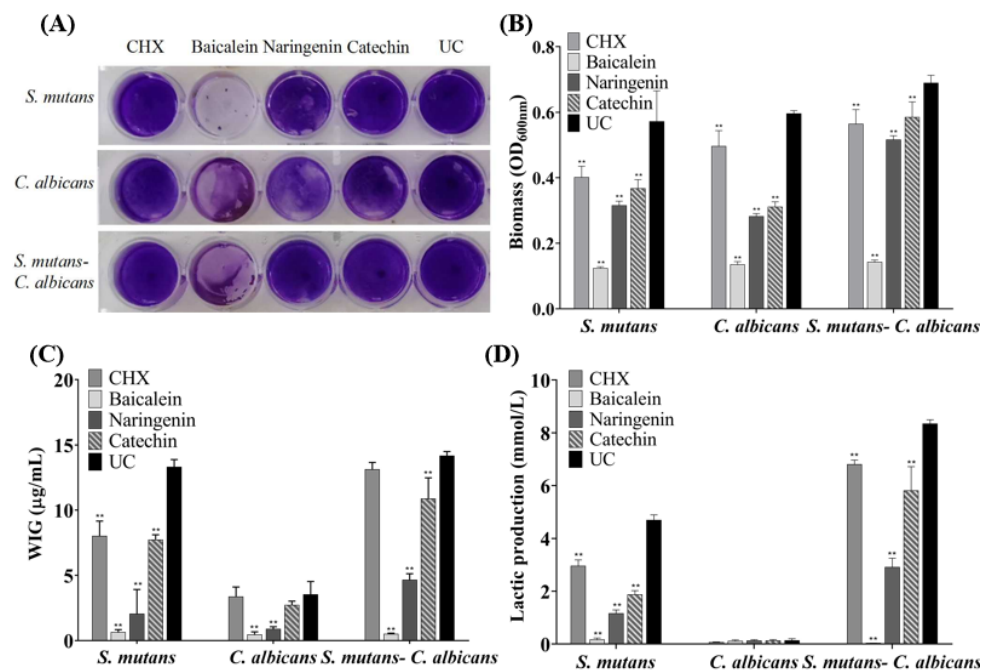 (A)
CHX Baicalein Naringenin Catechin UC
S. mutans
C. albicans
S. mutans-
C. albicans
(B)
Biomass (OD600nm)
0.8
0.6
0.4
0.2
0.0
CHX
Baicalein
Naringenin
Catechin
UC
** ** ** ** ** ** ** ** ** ** ** **
S. mutans C. albicans S. mutans- C. albicans
(C)
WIG (µg/mL)
20
15
10
5
0
CHX
Baicalein
Naringenin
Catechin
UC
** ** ** ** ** ** ** ** **
S. mutans C. albicans S. mutans- C. albicans
(D)
Lactic production (mmol/L)
10
8
6
4
2
0
CHX
Baicalein
Naringenin
Catechin
UC
** ** ** ** ** ** ** **
S. mutans C. albicans S. mutans- C. albicans